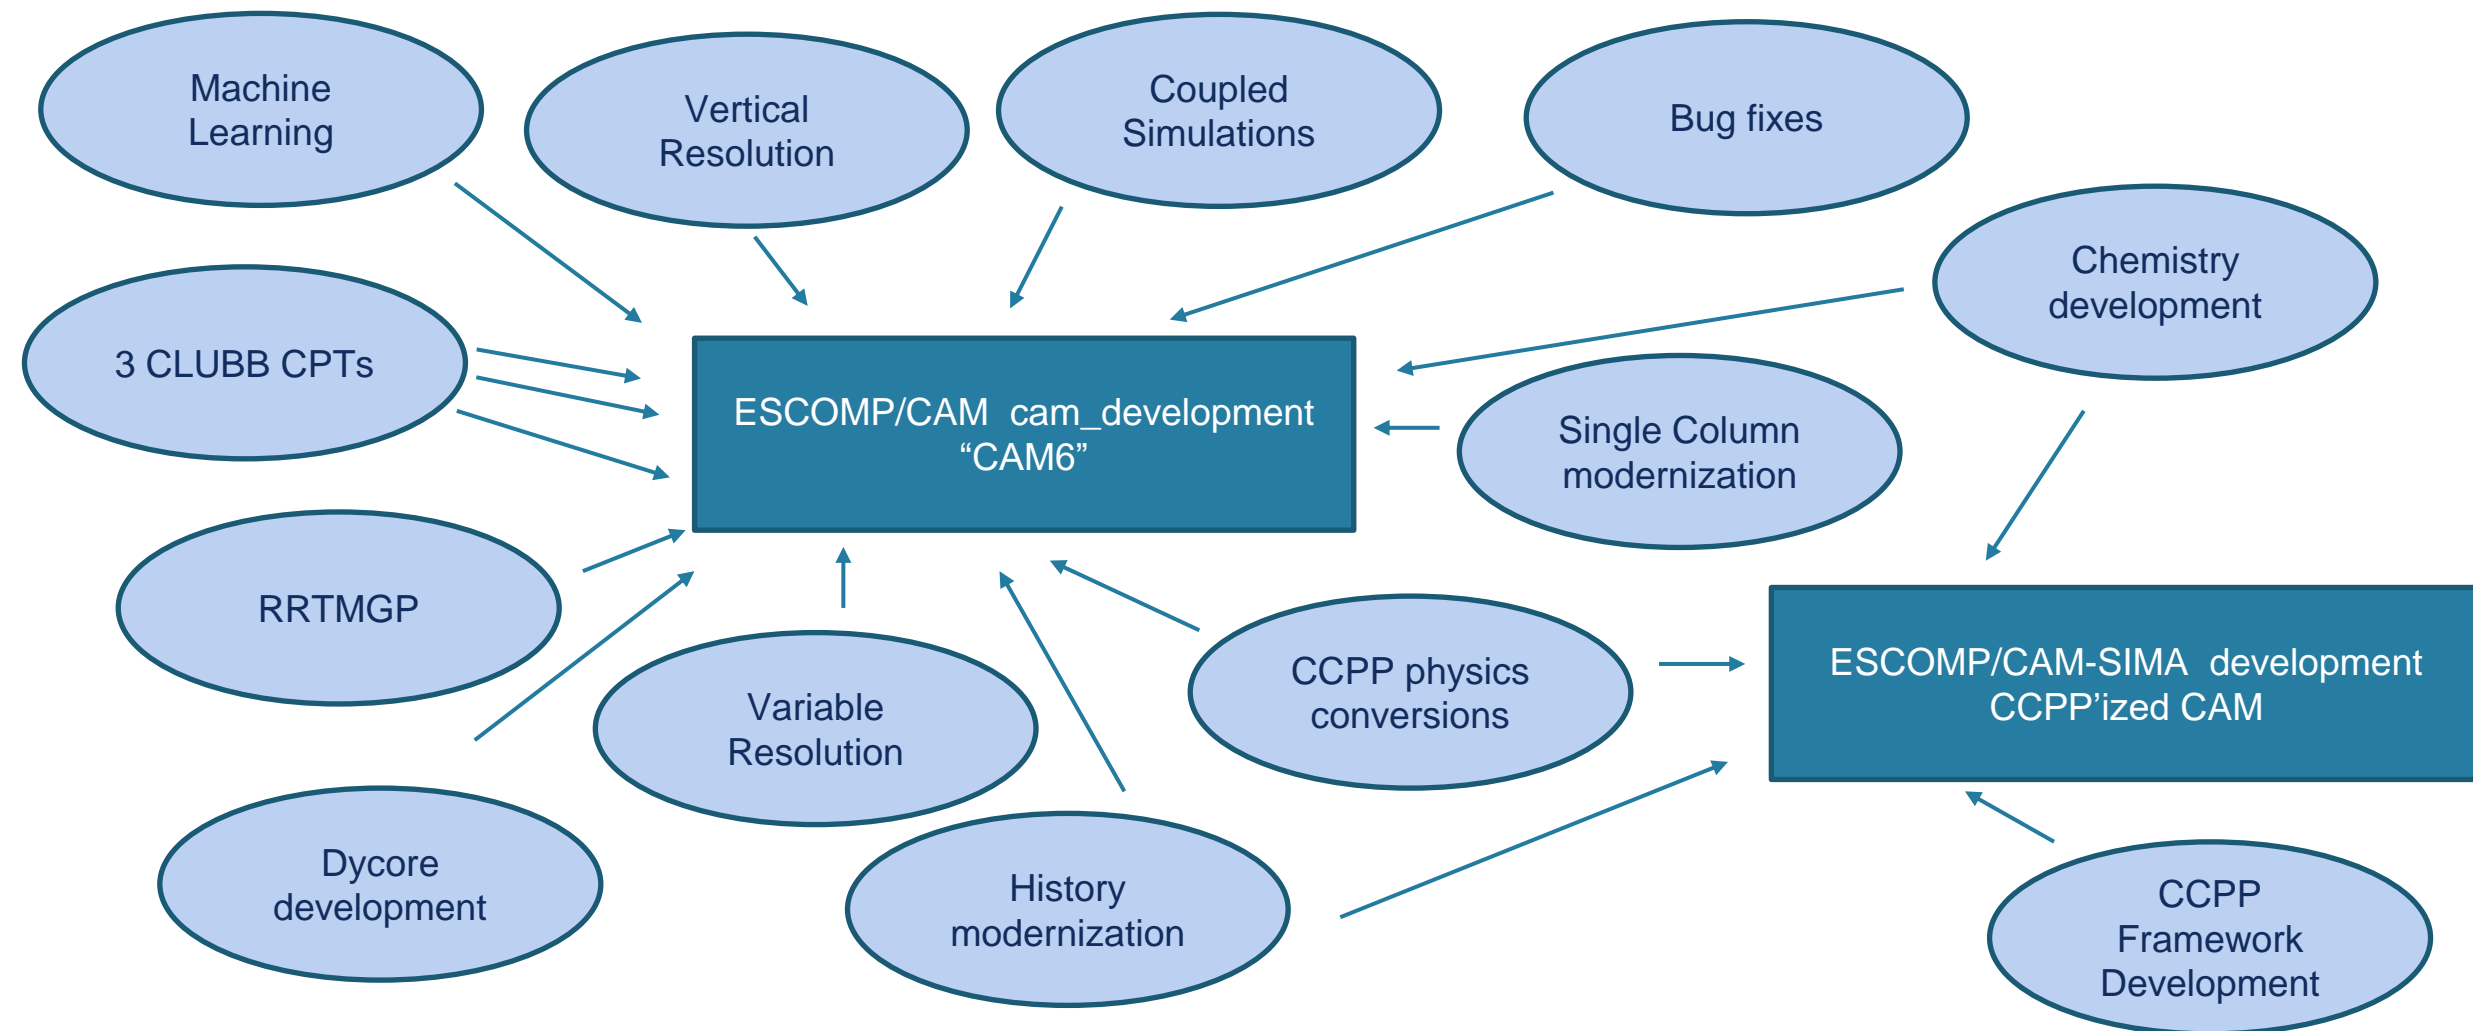 Machine
Learning
Vertical
Resolution
Coupled
Simulations
Bug fixes
Chemistry
development
3 CLUBB CPTs
ESCOMP/CAM cam_development
“CAM6”
Single Column
modernization
RRTMGP
Variable
Resolution
CCPP physics
conversions
ESCOMP/CAM-SIMA development
CCPP’ized CAM
Dycore
development
History
modernization
CCPP
Framework
Development